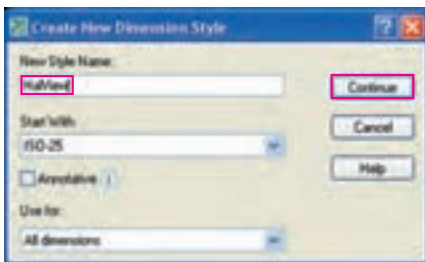 Create New Dimension Style
New Style Name:
HalView
Continue
Start With:
ISO-25
Cancel
Annotative
Help
Use for:
All dimensions